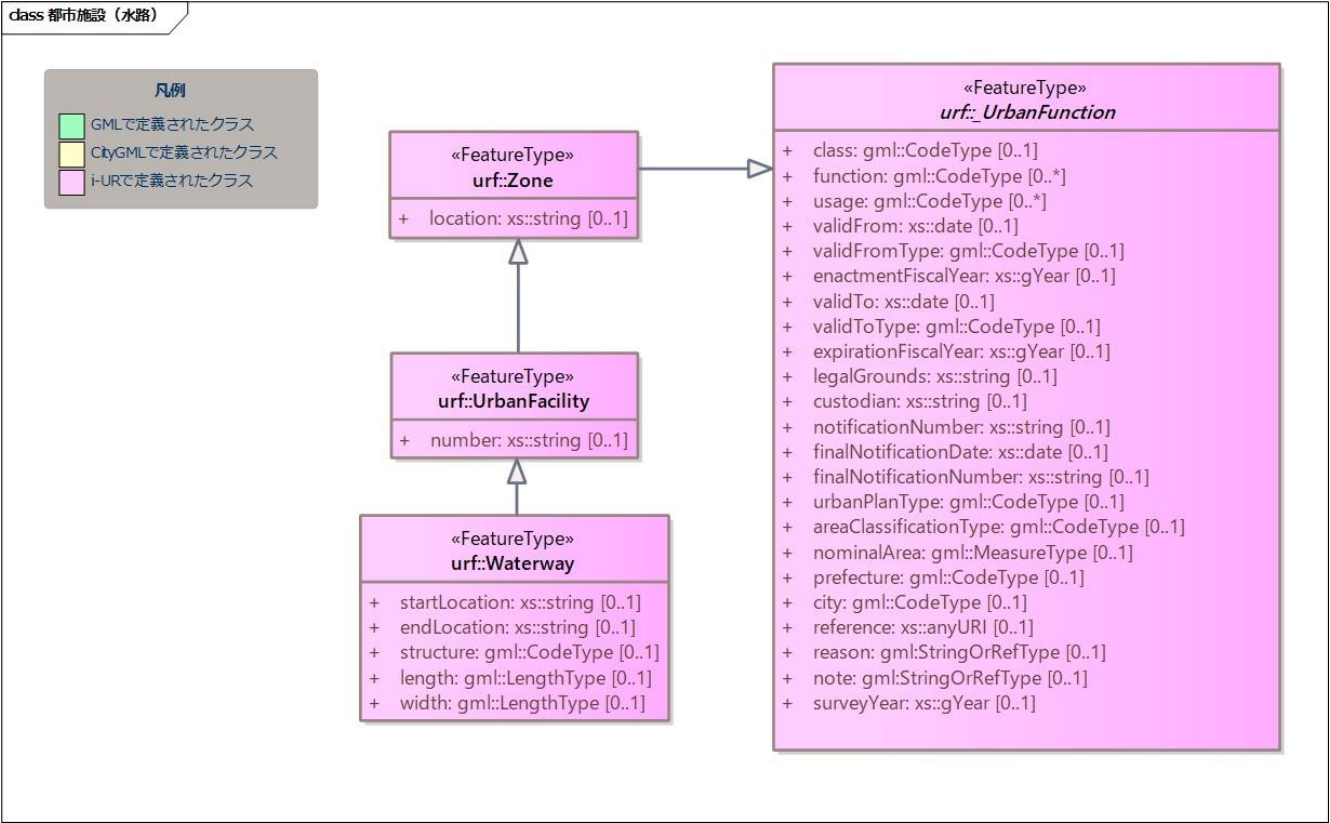 class 都市施設（水路）
凡例
GMLで定義されたクラス
CityGMLで定義されたクラス
i-URで定義されたクラス
«FeatureType»
urf::Zone
+ location: xs::string [0..1]
«FeatureType»
urf::UrbanFacility
+ number: xs::string [0..1]
«FeatureType»
urf::Waterway
+ startLocation: xs::string [0..1]
+ endLocation: xs::string [0..1]
+ structure: gml::CodeType [0..1]
+ length: gml::LengthType [0..1]
+ width: gml::LengthType [0..1]
«FeatureType»
urf::_UrbanFunction
+ class: gml::CodeType [0..1]
+ function: gml::CodeType [0..*]
+ usage: gml::CodeType [0..*]
+ validFrom: xs::date [0..1]
+ validFromType: gml::CodeType [0..1]
+ enactmentFiscalYear: xs::gYear [0..1]
+ validTo: xs::date [0..1]
+ validToType: gml::CodeType [0..1]
+ expirationFiscalYear: xs::gYear [0..1]
+ legalGrounds: xs::string [0..1]
+ custodian: xs::string [0..1]
+ notificationNumber: xs::string [0..1]
+ finalNotificationDate: xs::date [0..1]
+ finalNotificationNumber: xs::string [0..1]
+ urbanPlanType: gml::CodeType [0..1]
+ areaClassificationType: gml::CodeType [0..1]
+ nominalArea: gml::MeasureType [0..1]
+ prefecture: gml::CodeType [0..1]
+ city: gml::CodeType [0..1]
+ reference: xs::anyURI [0..1]
+ reason: gml:StringOrRefType [0..1]
+ note: gml:StringOrRefType [0..1]
+ surveyYear: xs::gYear [0..1]